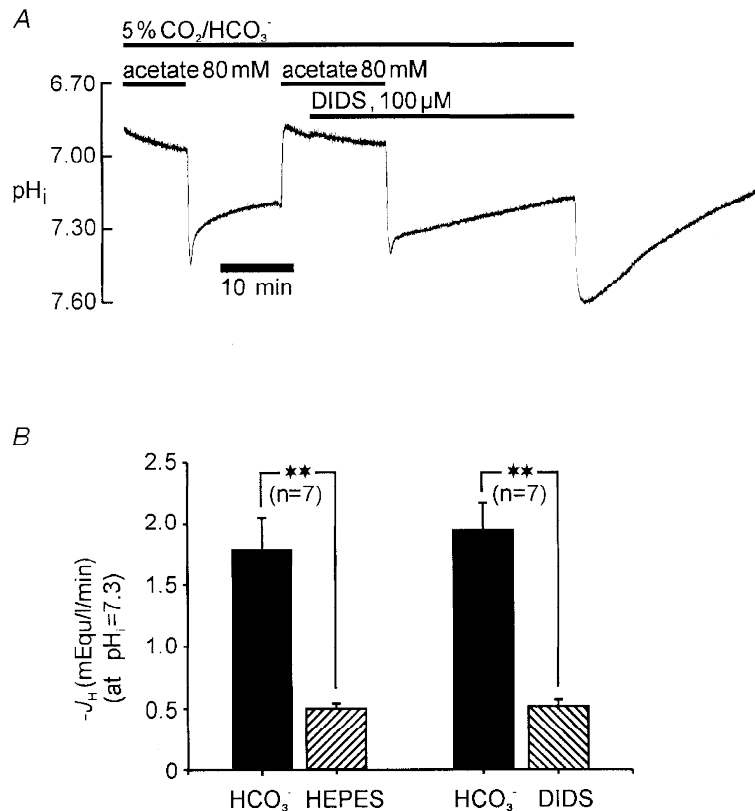 A
5 % CO₂/HCO₃⁻
acetate 80 mM acetate 80 mM
DIDS, 100 µM
6.70
7.00
pHᵢ
7.30
7.60
10 min
B
2.5
2.0
1.5
1.0
0.5
0
-J_H (mEqu/l/min)
(at pHᵢ=7.3)
★★ ★★
(n=7) (n=7)
HCO₃⁻ HEPES HCO₃⁻ DIDS